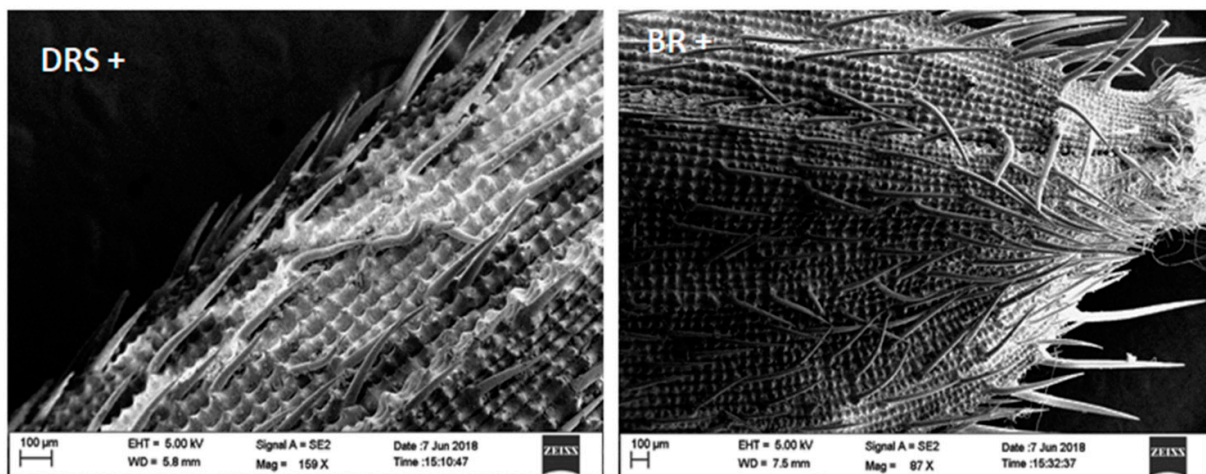 DRS +
100 µm
EHT = 5.00 kV
Signal A = SE2
Date :7 Jun 2018
WD = 5.8 mm
Mag = 159 X
Time :15:10:47
ZEISS
BR +
100 µm
EHT = 5.00 kV
Signal A = SE2
Date :7 Jun 2018
WD = 7.5 mm
Mag = 87 X
Time :15:32:37
ZEISS